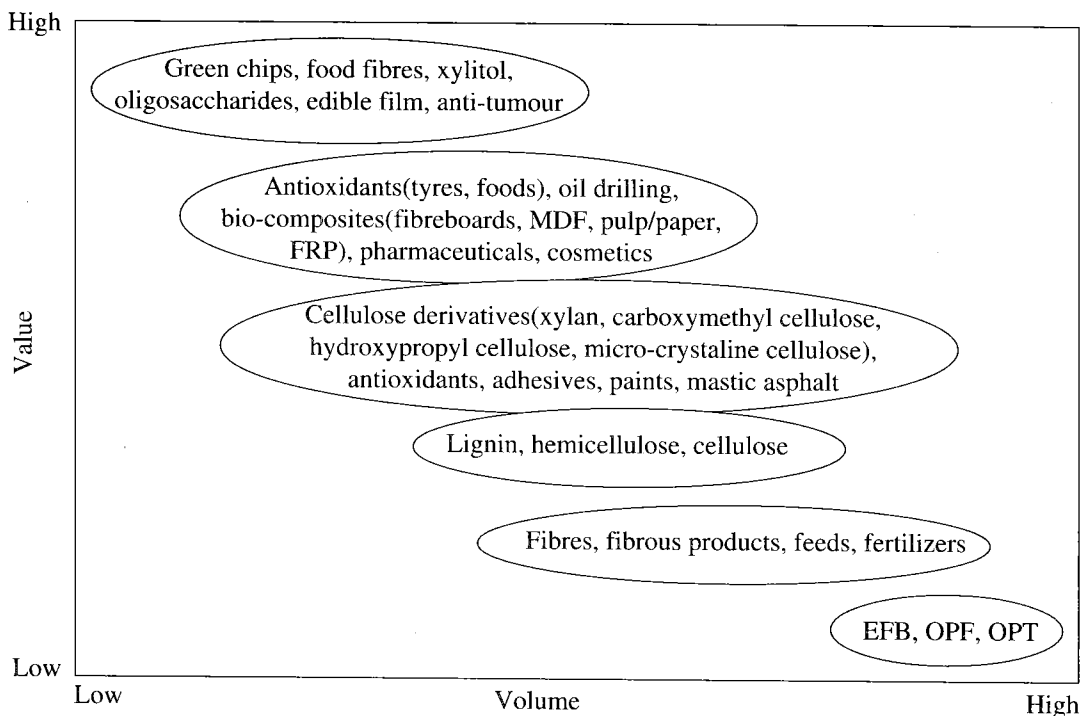 High
Green chips, food fibres, xylitol,
oligosaccharides, edible film, anti-tumour
Antioxidants(tyres, foods), oil drilling,
bio-composites(fibreboards, MDF, pulp/paper,
FRP), pharmaceuticals, cosmetics
Value
Cellulose derivatives(xylan, carboxymethyl cellulose,
hydroxypropyl cellulose, micro-crystaline cellulose),
antioxidants, adhesives, paints, mastic asphalt
Lignin, hemicellulose, cellulose
Fibres, fibrous products, feeds, fertilizers
EFB, OPF, OPT
Low
Low
Volume
High